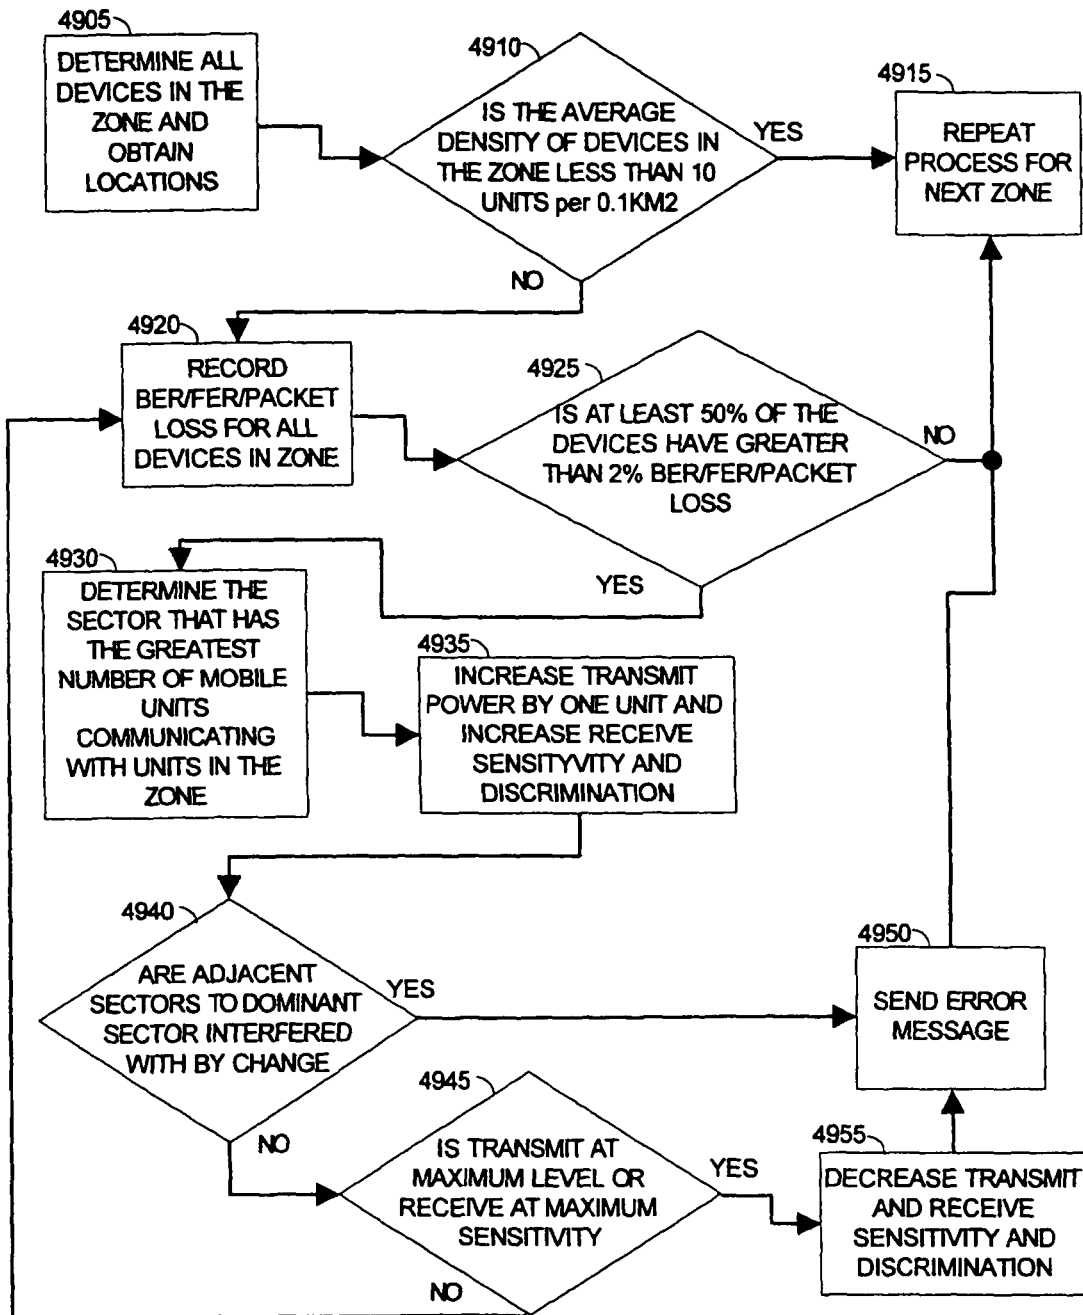 4905
DETERMINE ALL
DEVICES IN THE
ZONE AND
OBTAIN
LOCATIONS
4910
IS THE AVERAGE
DENSITY OF DEVICES IN
THE ZONE LESS THAN 10
UNITS per 0.1KM2
YES
NO
4915
REPEAT
PROCESS FOR
NEXT ZONE
4920
RECORD
BER/FER/PACKET
LOSS FOR ALL
DEVICES IN ZONE
4925
IS AT LEAST 50% OF THE
DEVICES HAVE GREATER
THAN 2% BER/FER/PACKET
LOSS
NO
YES
4930
DETERMINE THE
SECTOR THAT HAS
THE GREATEST
NUMBER OF MOBILE
UNITS
COMMUNICATING
WITH UNITS IN THE
ZONE
4935
INCREASE TRANSMIT
POWER BY ONE UNIT AND
INCREASE RECEIVE
SENSITYVITY AND
DISCRIMINATION
4940
ARE ADJACENT
SECTORS TO DOMINANT
SECTOR INTERFERED
WITH BY CHANGE
YES
NO
4950
SEND ERROR
MESSAGE
4945
IS TRANSMIT AT
MAXIMUM LEVEL OR
RECEIVE AT MAXIMUM
SENSITIVITY
YES
NO
4955
DECREASE TRANSMIT
AND RECEIVE
SENSITIVITY AND
DISCRIMINATION